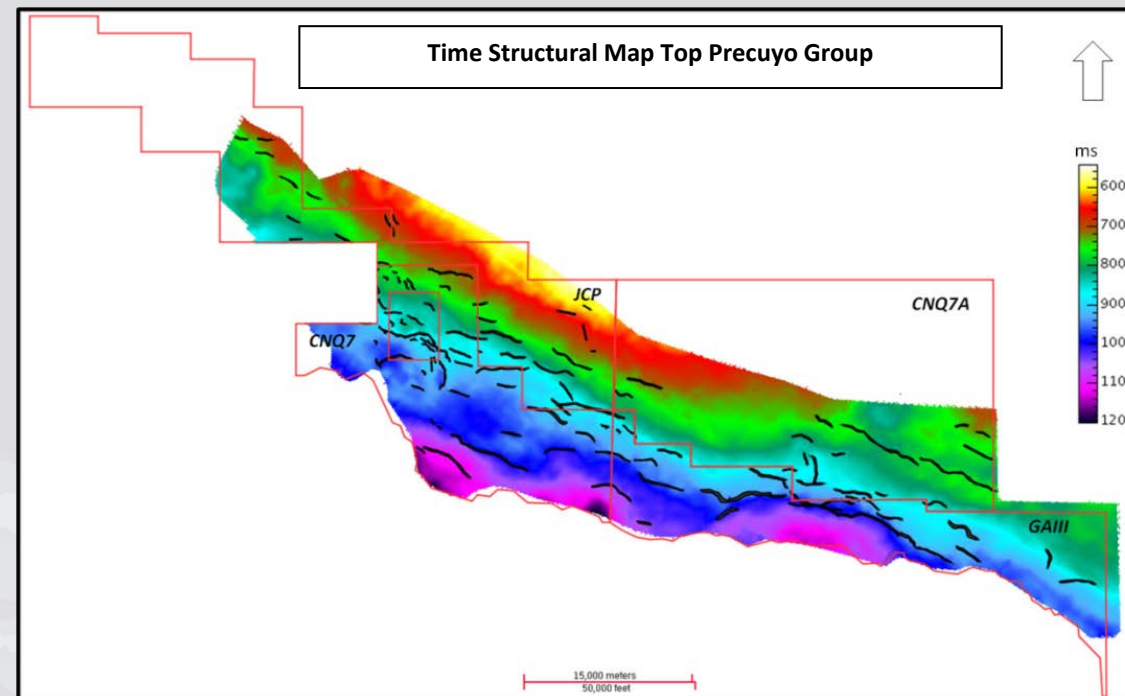 Time Structural Map Top Precuyo Group
ms
600
700
800
900
100
110
120
JCP
CNQ7A
CNQ7
GAIII
15,000 meters
50,000 feet